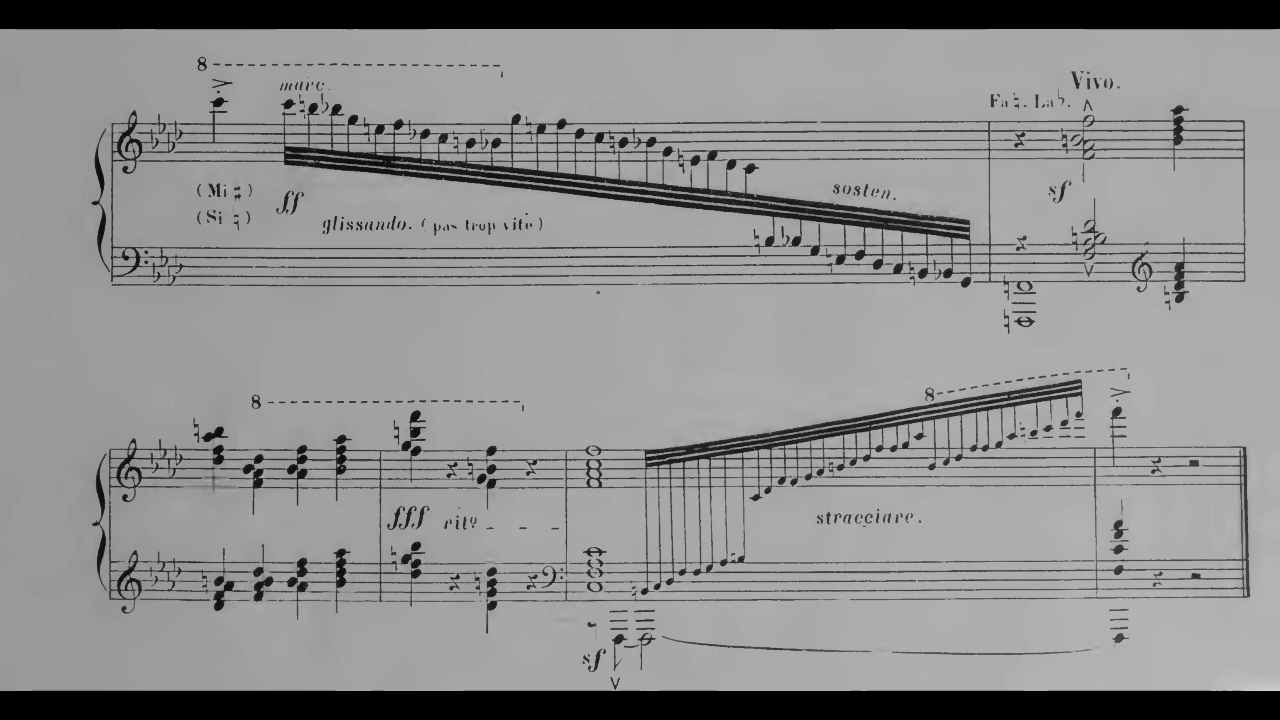 8
marc.
Vivo.
Fa♮. La♭.
(Mi ♮)
(Si ♮)
ff
glissando. (pas trop vite)
sosten.
sf
8
8
fff rito
stracciare.
sf